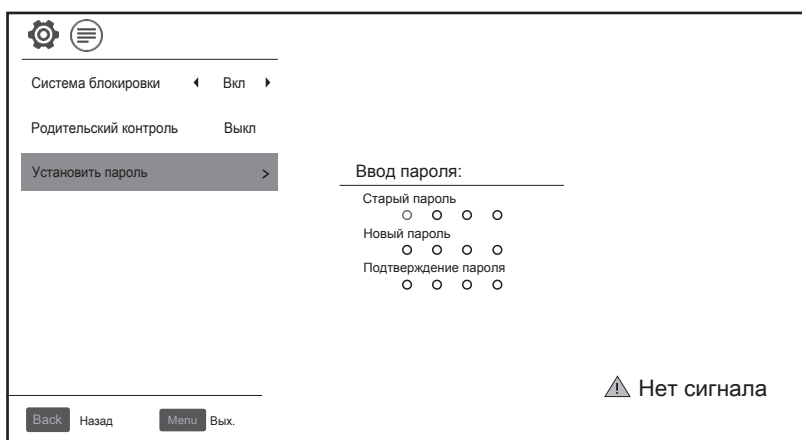 Система блокировки Вкл
Родительский контроль Выкл
Установить пароль >
Ввод пароля:
Старый пароль
Новый пароль
Подтверждение пароля
Нет сигнала
Back Назад Menu Вых.